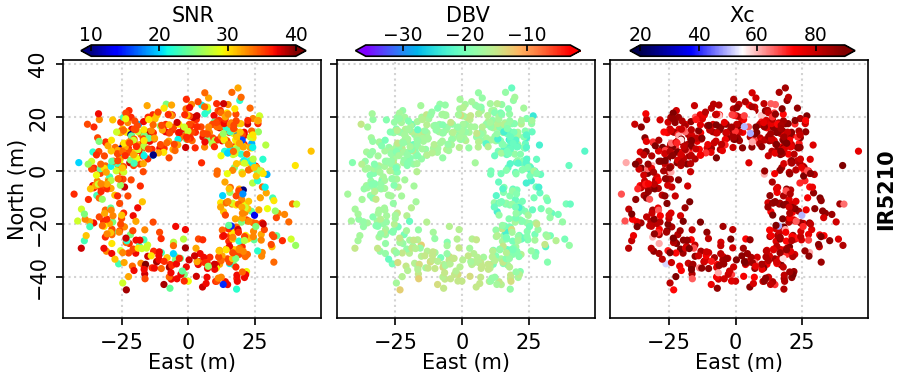 SNR DBV Xc
10 20 30 40 −30 −20 −10 20 40 60 80
40
20
0
−20
−40
North (m)
IR5210
−25 0 25 −25 0 25 −25 0 25
East (m) East (m) East (m)